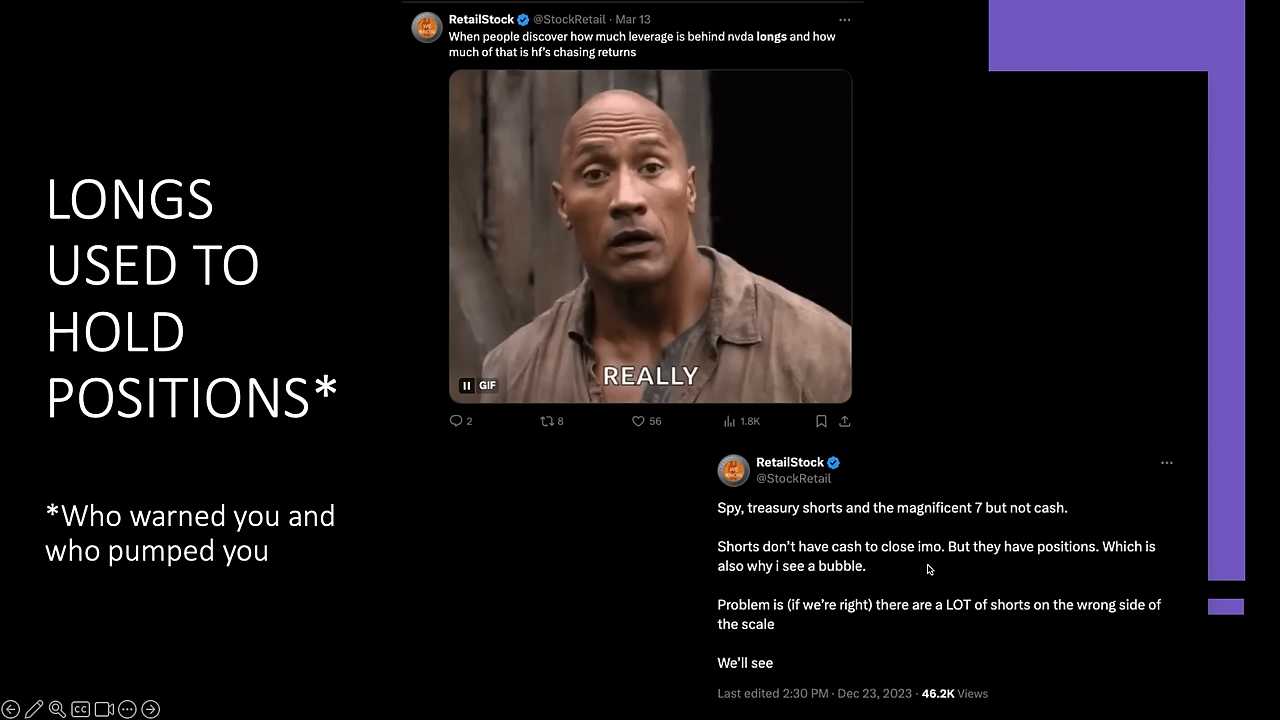 LONGS
USED TO
HOLD
POSITIONS*
*Who warned you and
who pumped you
RetailStock @StockRetail · Mar 13
When people discover how much leverage is behind nvda longs and how
much of that is hf's chasing returns
REALLY
GIF
2 8 56 1.8K
RetailStock
@StockRetail
Spy, treasury shorts and the magnificent 7 but not cash.
Shorts don't have cash to close imo. But they have positions. Which is
also why i see a bubble.
Problem is (if we're right) there are a LOT of shorts on the wrong side of
the scale
We'll see
Last edited 2:30 PM · Dec 23, 2023 · 46.2K Views
CC